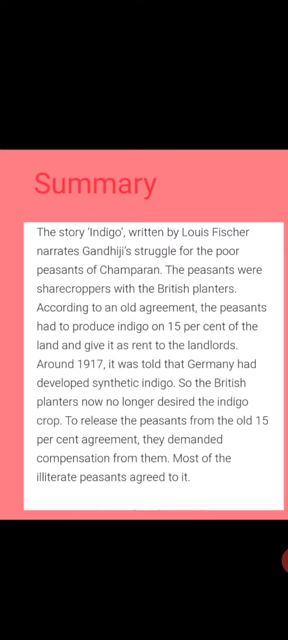 Summary
The story 'Indigo', written by Louis Fischer
narrates Gandhiji's struggle for the poor
peasants of Champaran. The peasants were
sharecroppers with the British planters.
According to an old agreement, the peasants
had to produce indigo on 15 per cent of the
land and give it as rent to the landlords.
Around 1917, it was told that Germany had
developed synthetic indigo. So the British
planters now no longer desired the indigo
crop. To release the peasants from the old 15
per cent agreement, they demanded
compensation from them. Most of the
illiterate peasants agreed to it.